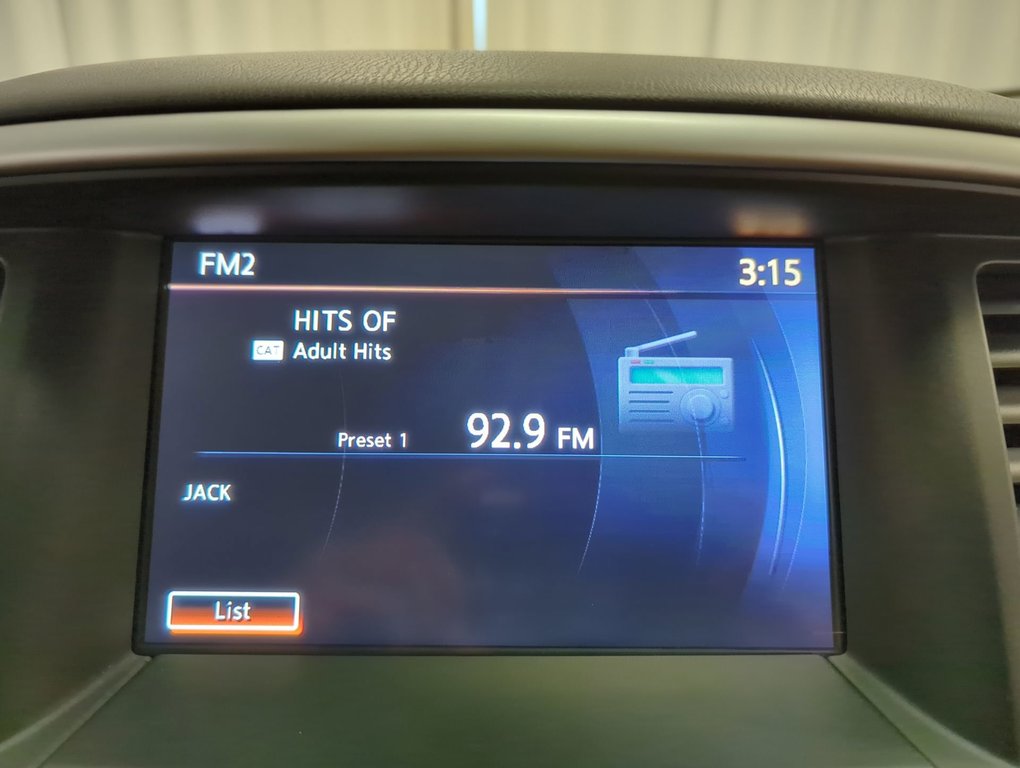 FM2 3:15
HITS OF
CAT Adult Hits
Preset 1 92.9 FM
JACK
List